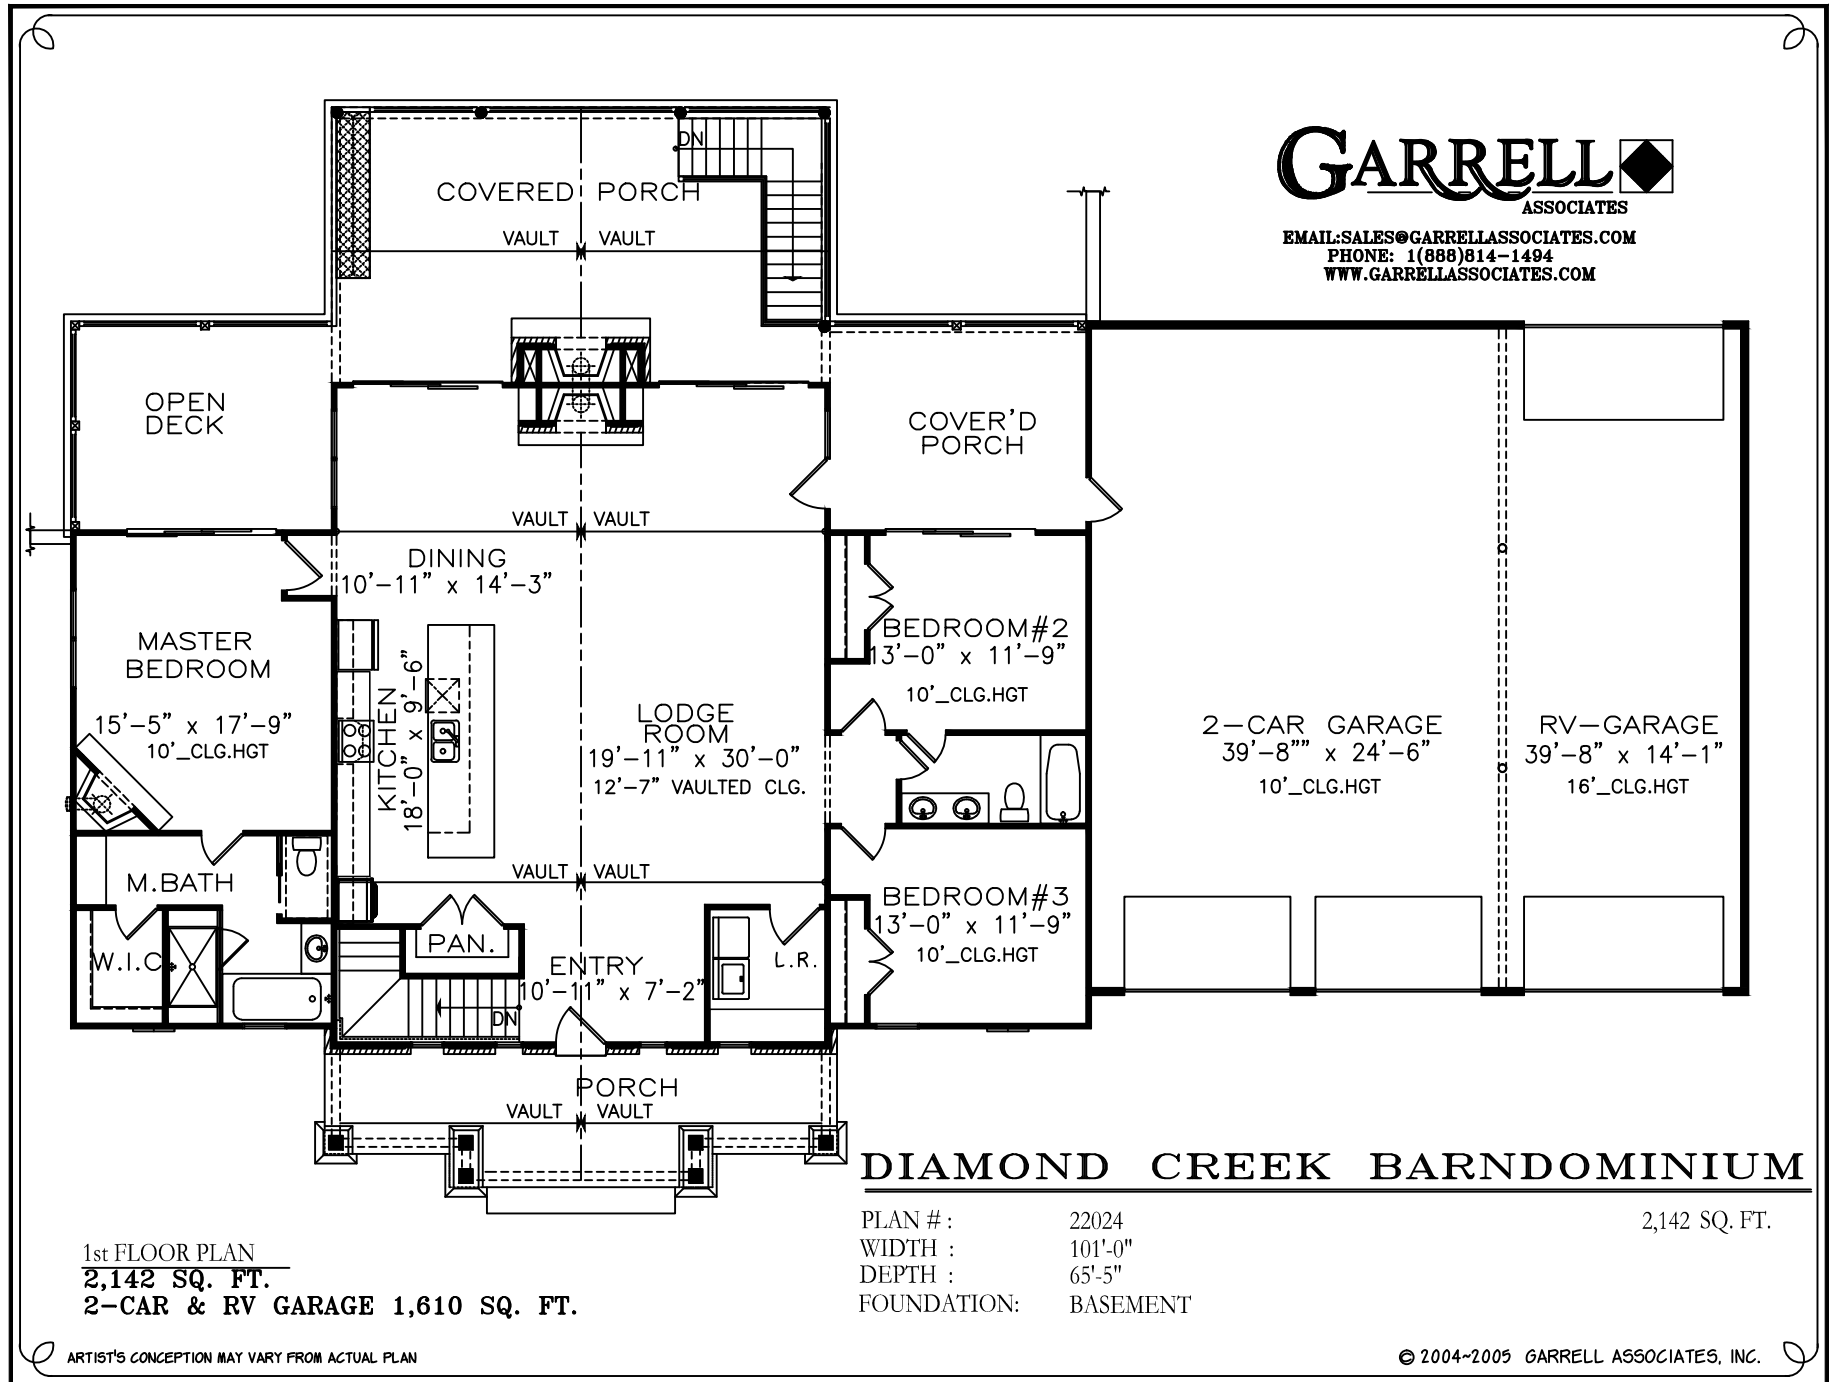 GARRELL
ASSOCIATES
EMAIL:SALES@GARRELLASSOCIATES.COM
PHONE: 1(888)814-1494
WWW.GARRELLASSOCIATES.COM
DN
COVERED PORCH
VAULT VAULT
OPEN
DECK
COVER'D
PORCH
VAULT VAULT
DINING
10'-11" x 14'-3"
MASTER
BEDROOM
15'-5" x 17'-9"
10'_CLG.HGT
KITCHEN
18'-0" x 9'-6"
LODGE
ROOM
19'-11" x 30'-0"
12'-7" VAULTED CLG.
BEDROOM#2
13'-0" x 11'-9"
10'_CLG.HGT
2-CAR GARAGE
39'-8"" x 24'-6"
10'_CLG.HGT
RV-GARAGE
39'-8" x 14'-1"
16'_CLG.HGT
M.BATH
VAULT VAULT
BEDROOM#3
13'-0" x 11'-9"
10'_CLG.HGT
W.I.C
PAN.
ENTRY
10'-11" x 7'-2"
L.R.
DN
PORCH
VAULT VAULT
DIAMOND CREEK BARNDOMINIUM
PLAN # : 22024 2,142 SQ. FT.
WIDTH : 101'-0"
DEPTH : 65'-5"
FOUNDATION: BASEMENT
1st FLOOR PLAN
2,142 SQ. FT.
2-CAR & RV GARAGE 1,610 SQ. FT.
ARTIST'S CONCEPTION MAY VARY FROM ACTUAL PLAN
© 2004~2005 GARRELL ASSOCIATES, INC.